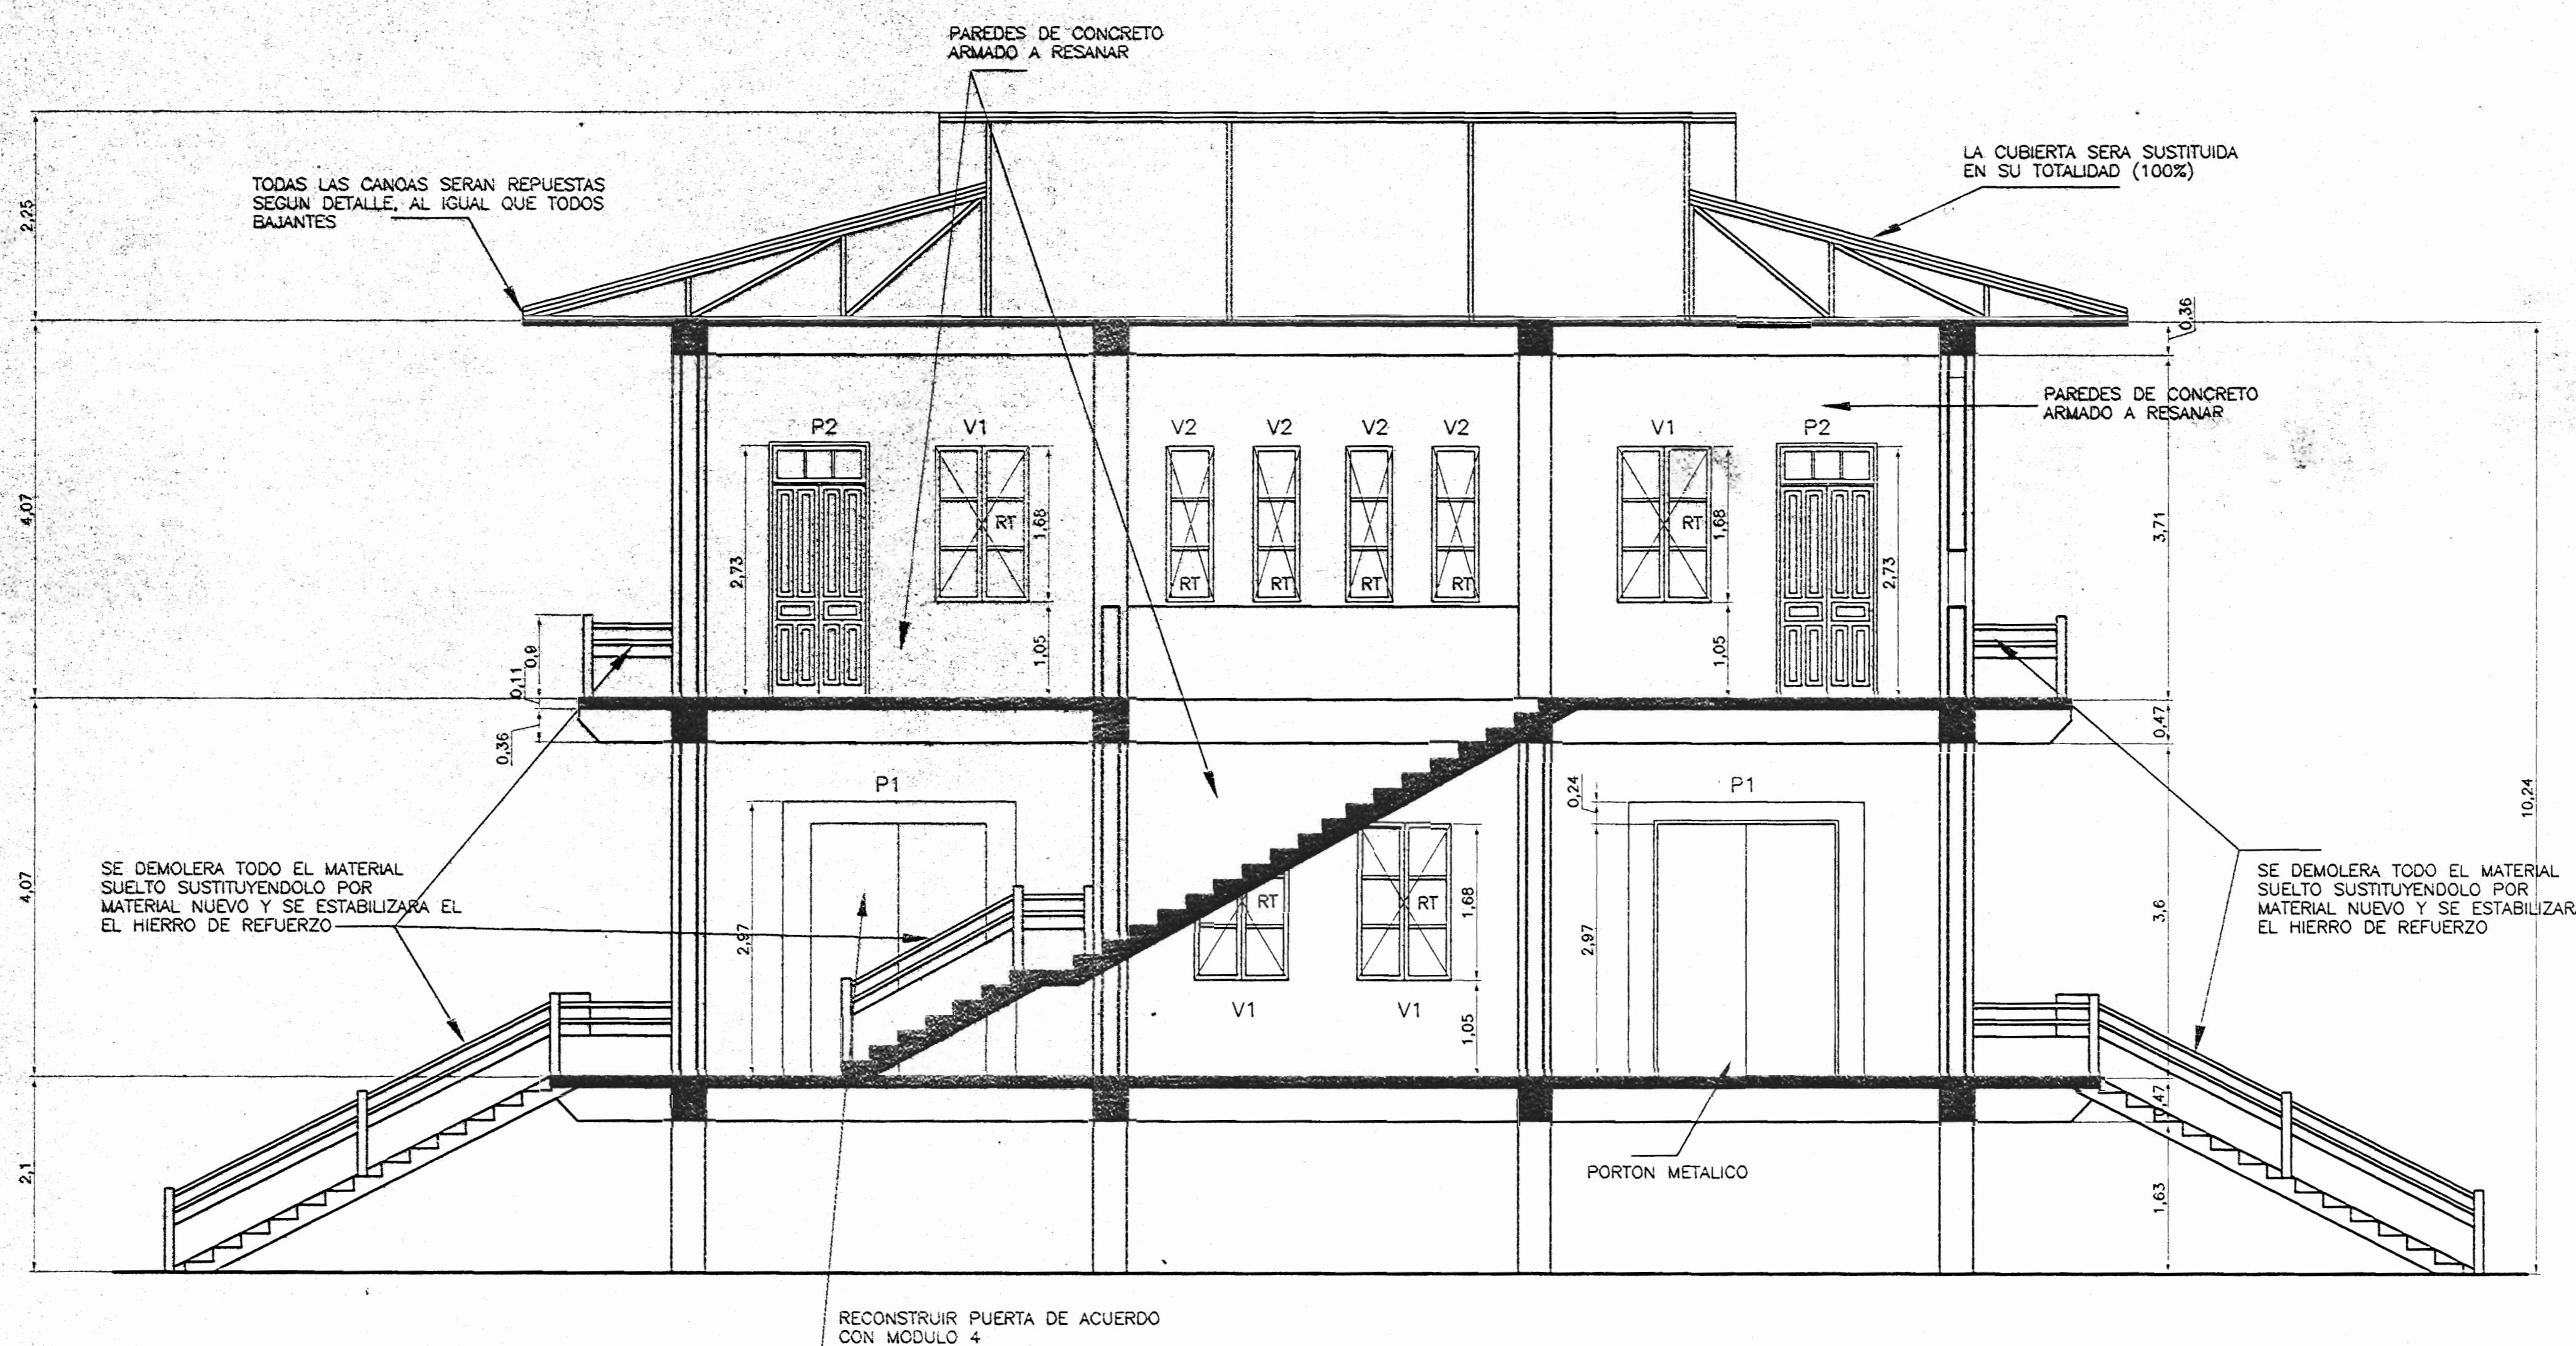 PAREDES DE CONCRETO
ARMADO A RESANAR
LA CUBIERTA SERA SUSTITUIDA
EN SU TOTALIDAD (100%)
TODAS LAS CANOAS SERAN REPUESTAS
SEGUN DETALLE, AL IGUAL QUE TODOS
BAJANTES
2,25
0,36
PAREDES DE CONCRETO
ARMADO A RESANAR
P2
V1
V2
V2
V2
V2
V1
P2
4,07
2,73
RT
1,68
RT
RT
RT
RT
RT
1,68
2,73
3,71
1,05
1,05
0,9
0,11
0,36
0,47
P1
0,24
P1
10,24
SE DEMOLERA TODO EL MATERIAL
SUELTO SUSTITUYENDOLO POR
MATERIAL NUEVO Y SE ESTABILIZARA EL
EL HIERRO DE REFUERZO
4,07
2,97
RT
RT
1,68
2,97
3,6
SE DEMOLERA TODO EL MATERIAL
SUELTO SUSTITUYENDOLO POR
MATERIAL NUEVO Y SE ESTABILIZAR
EL HIERRO DE REFUERZO
V1
V1
1,05
0,47
2,1
PORTON METALICO
1,63
RECONSTRUIR PUERTA DE ACUERDO
CON MODULO 4